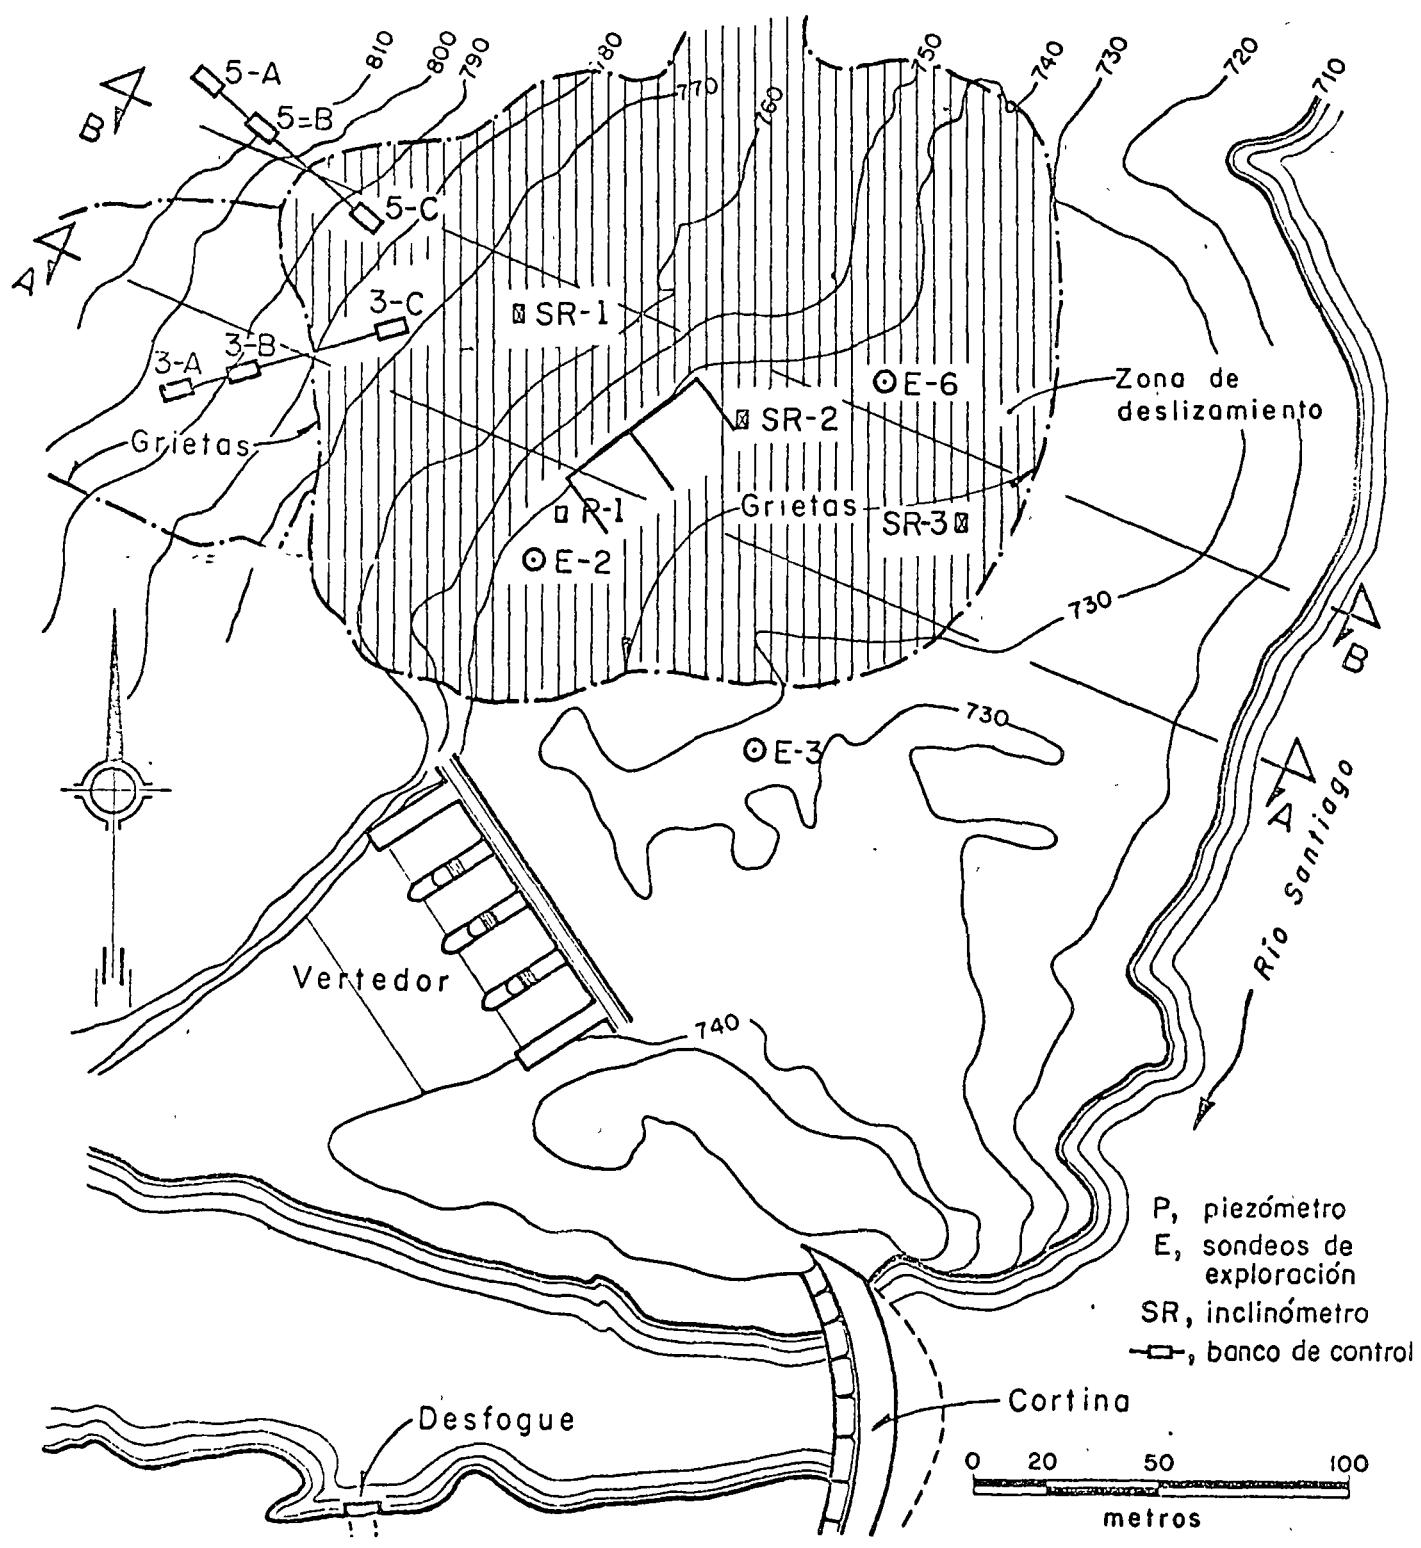 810
800
790
780
770
760
750
740
730
720
710
5-A
5=B
5-C
B
A
3-A
3-B
3-C
SR-1
E-6
SR-2
Zona de
deslizamiento
Grietas
P-1
Grietas
SR-3
E-2
730
B
730
E-3
A
Río Santiago
Vertedor
740
P, piezómetro
E, sondeos de
exploración
SR, inclinómetro
, banco de control
Cortina
Desfogue
0 20 50 100
metros